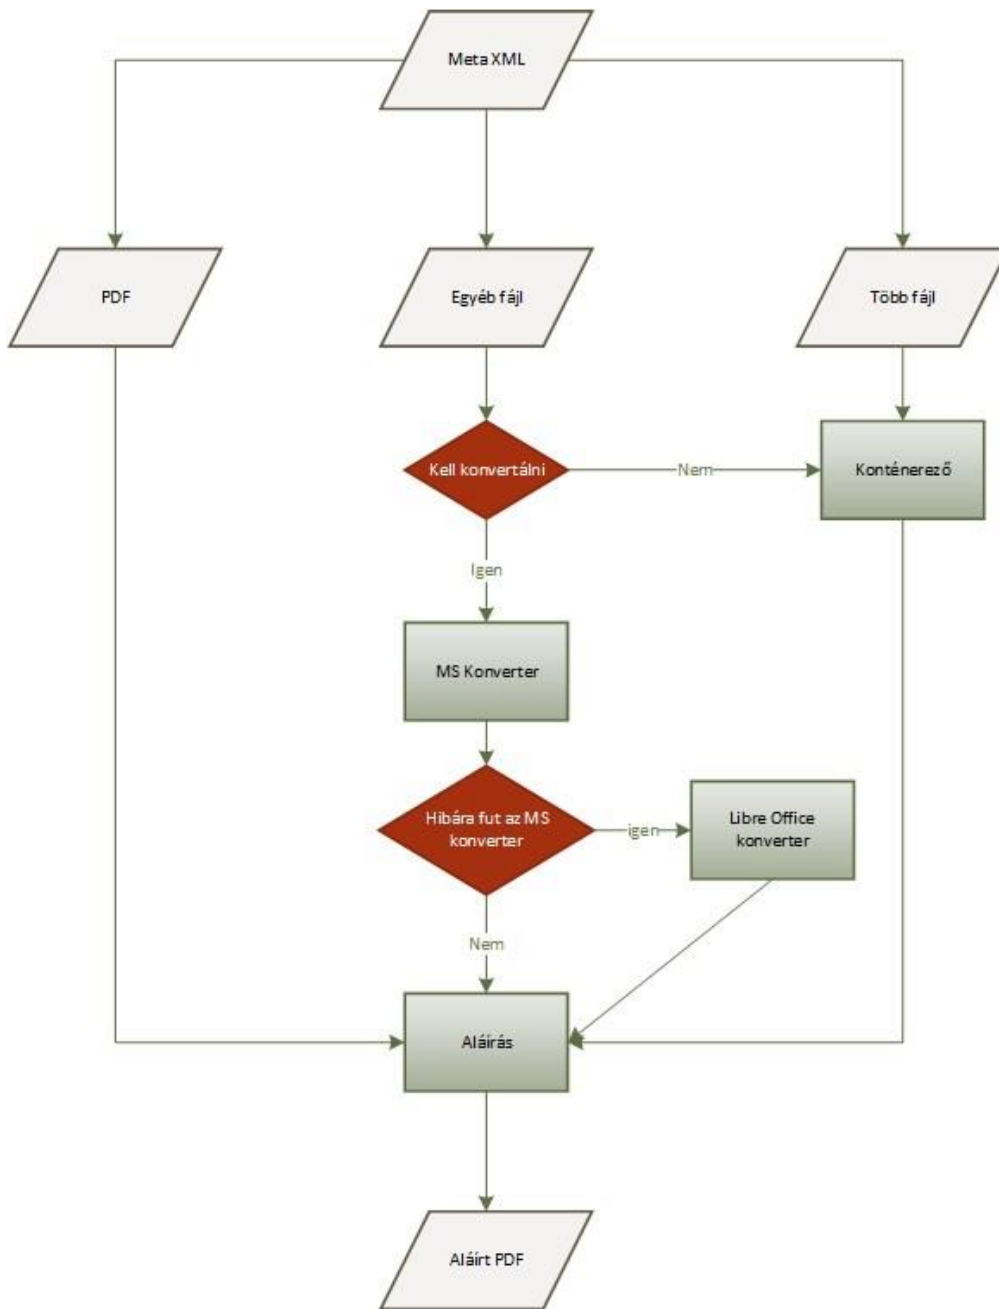 Meta XML
PDF
Egyéb fájl
Több fájl
Kell konvertálni
Nem
Konténerező
Igen
MS Konverter
Hibára fut az MS
konverter
igen
Libre Office
konverter
Nem
Aláírás
Aláírt PDF